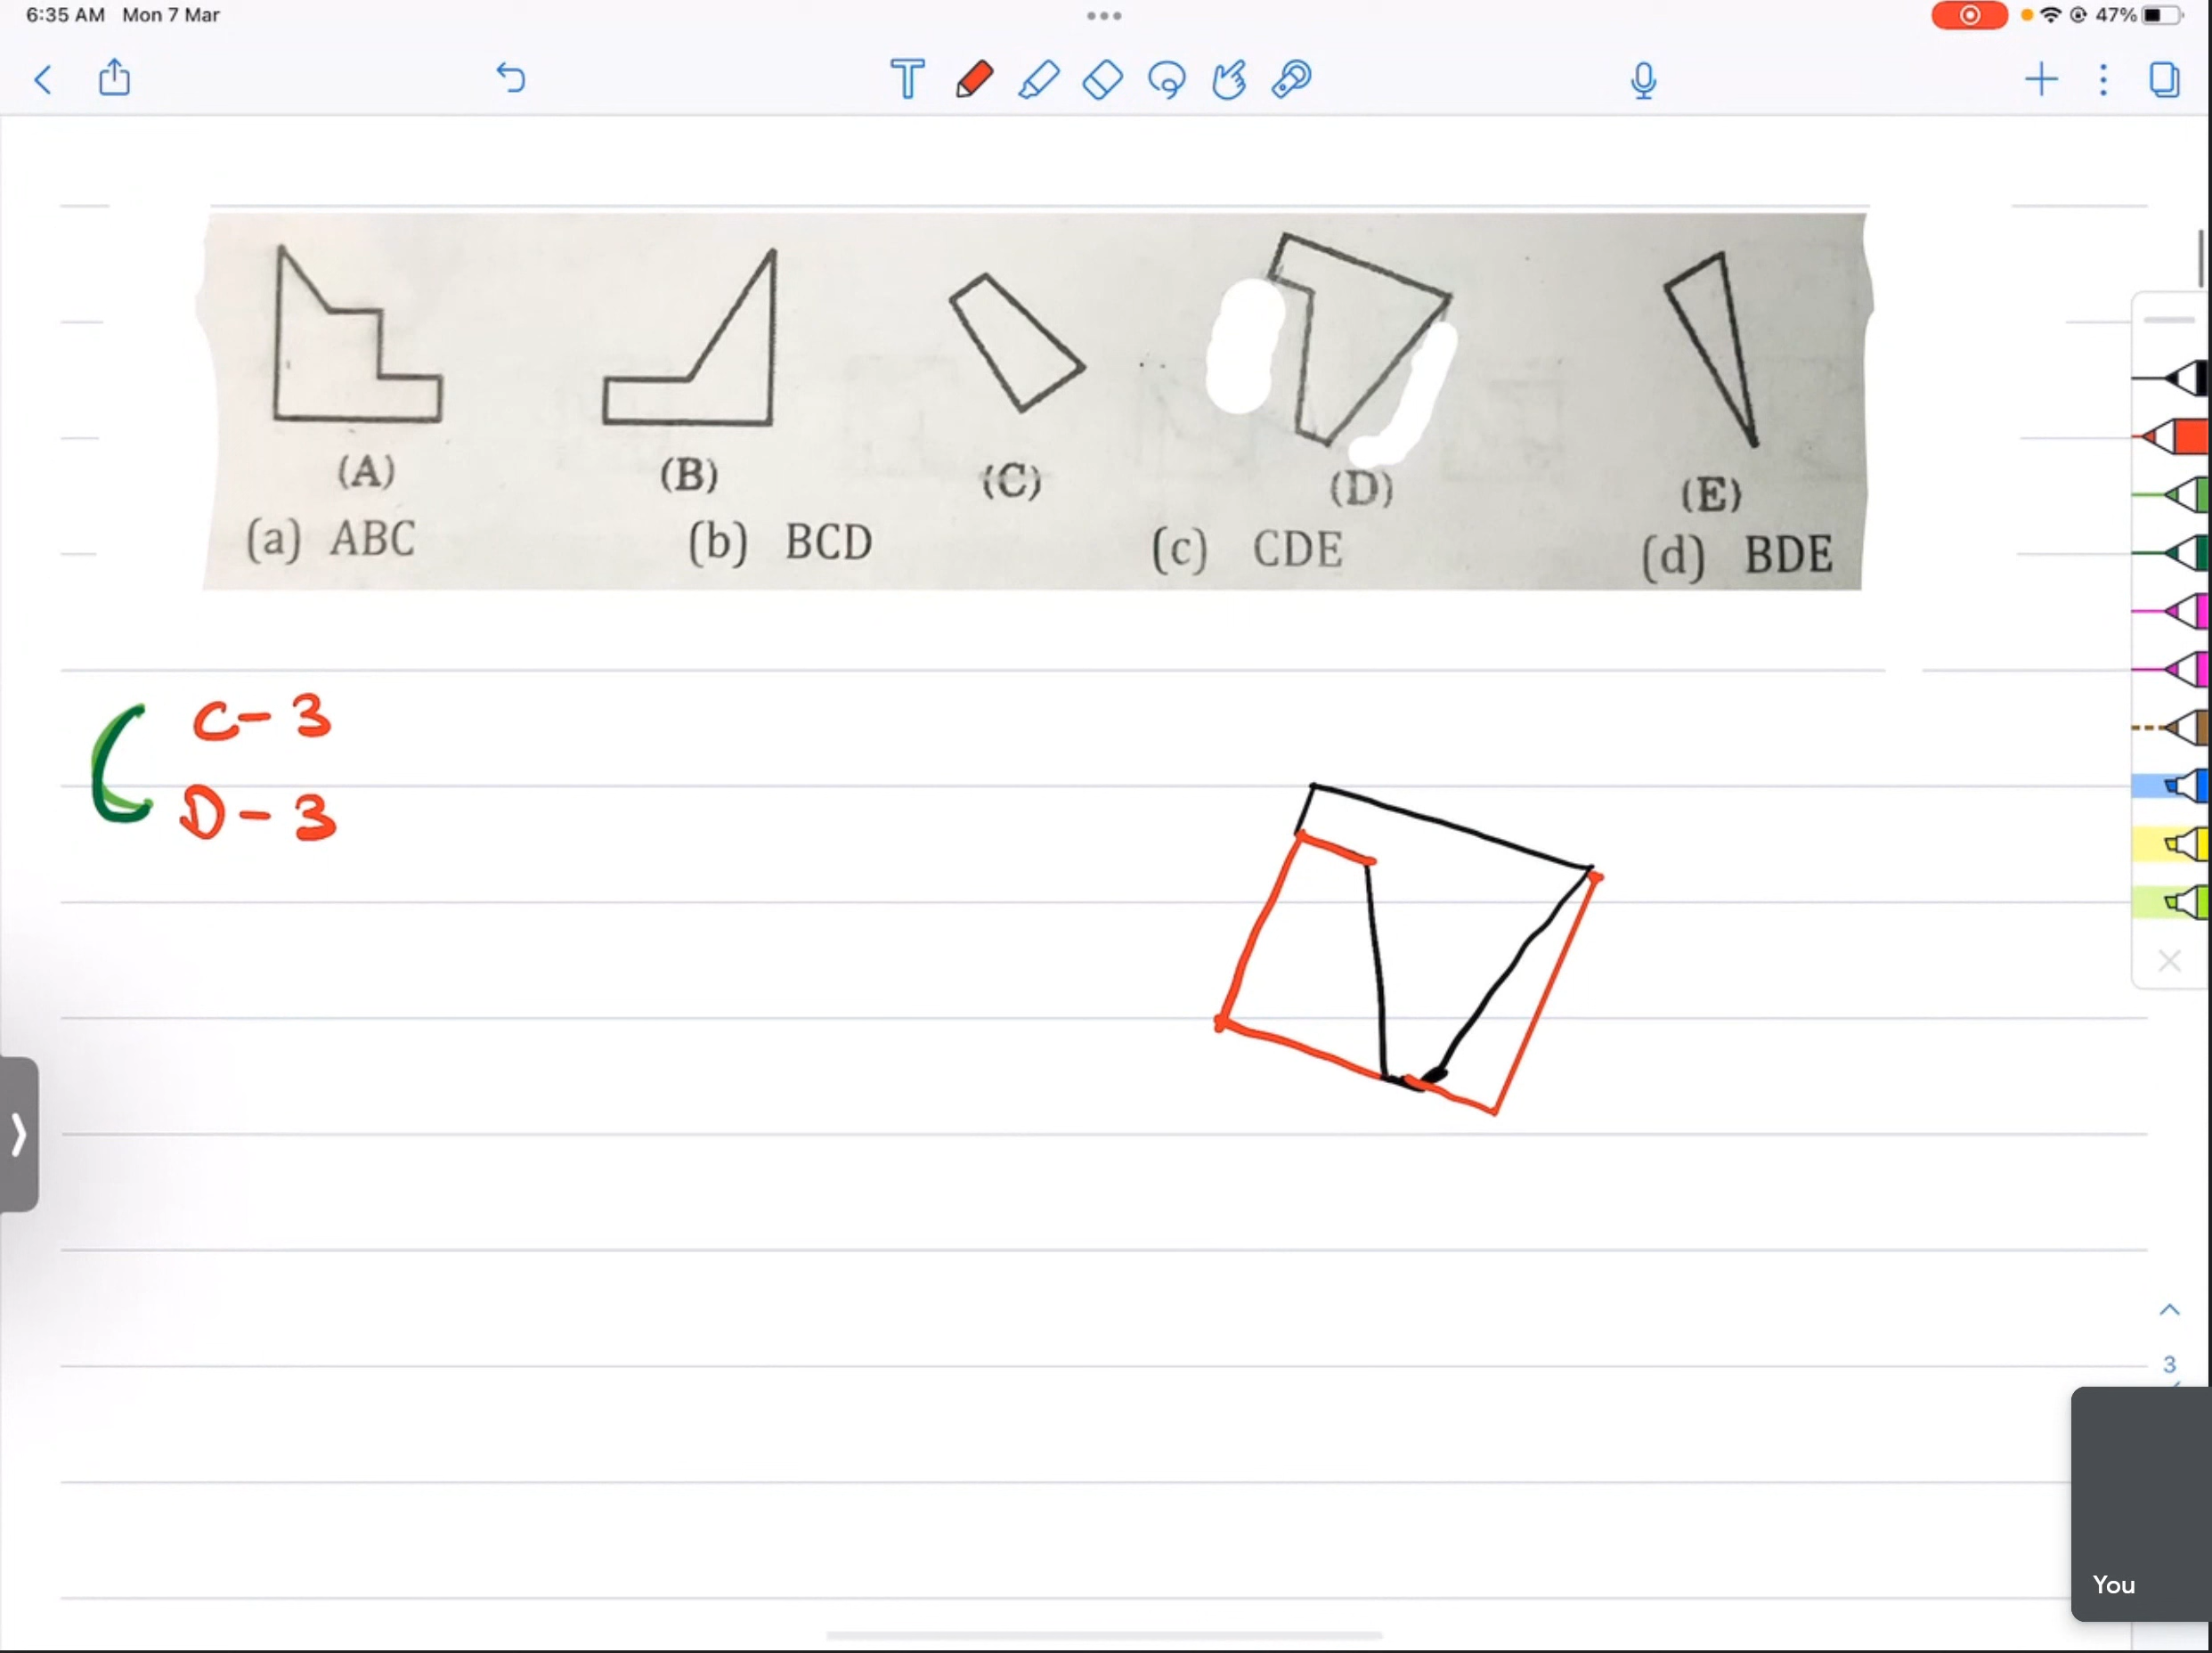 6:35 AM Mon 7 Mar
47%
T
(A) (B) (C) (D) (E)
(a) ABC (b) BCD (c) CDE (d) BDE
C - 3
D - 3
3
You